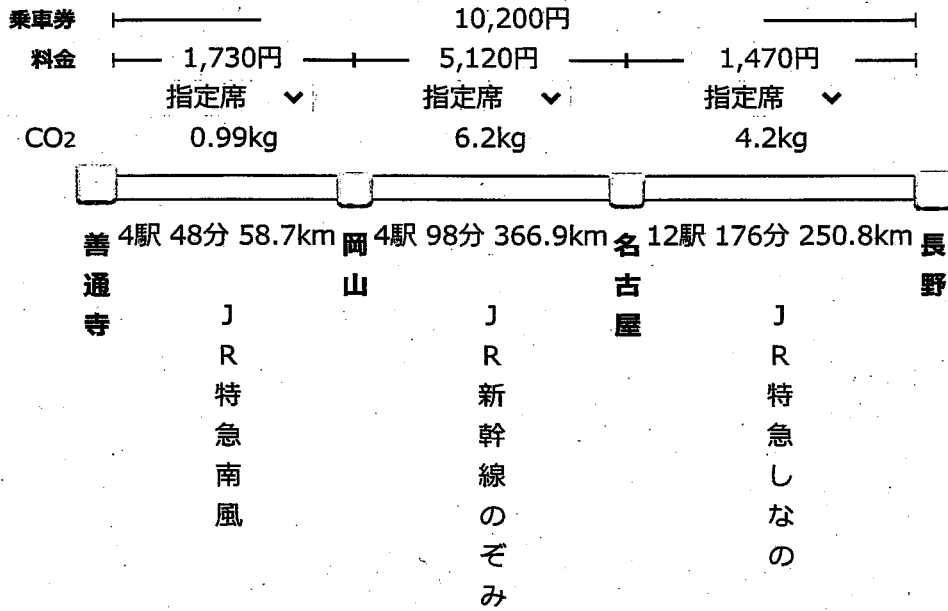 乗車券 10,200円
料金 1,730円 5,120円 1,470円
指定席 指定席 指定席
CO2 0.99kg 6.2kg 4.2kg
4駅 48分 58.7km 4駅 98分 366.9km 12駅 176分 250.8km
善通寺
岡山
名古屋
長野
JR特急南風
JR新幹線のぞみ
JR特急しなの